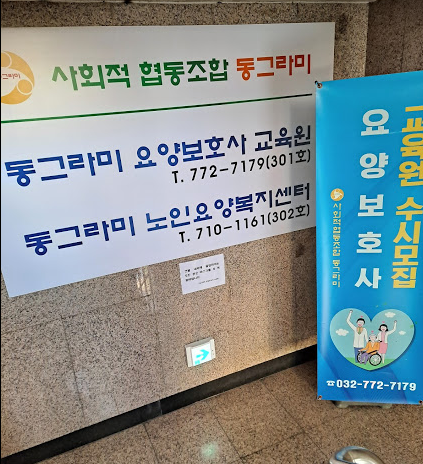 사회적 협동조합 동그라미
동그라미 요양보호사 교육원
T. 772-7179(301호)
동그라미 노인요양복지센터
T. 710-1161(302호)
요양보호사
교육원 수시모집
사회적협동조합 동그라미
☎032-772-7179